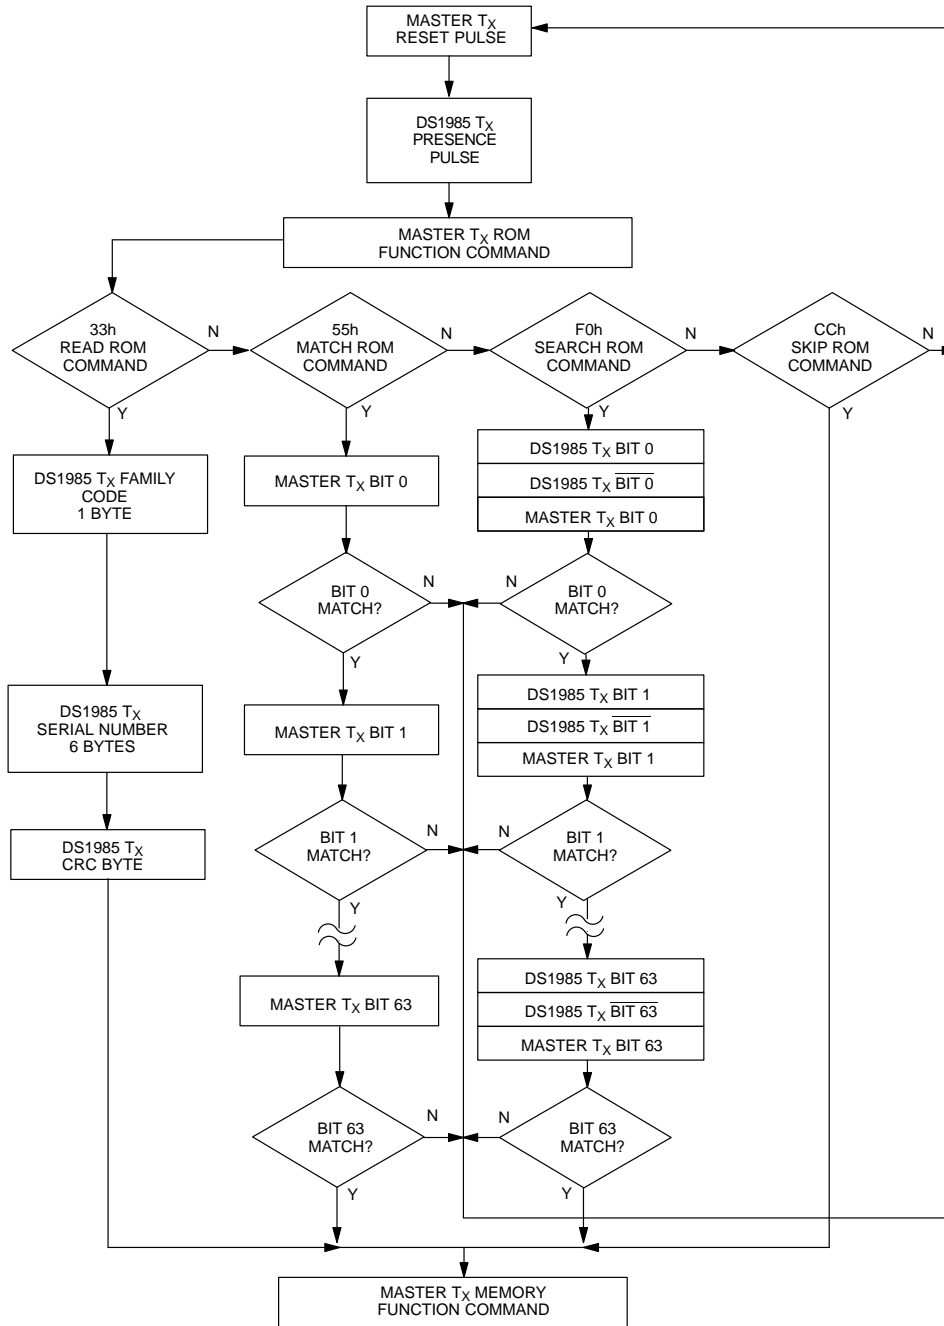 MASTER TX
RESET PULSE
DS1985 TX
PRESENCE
PULSE
MASTER TX ROM
FUNCTION COMMAND
33h
READ ROM
COMMAND
N
Y
55h
MATCH ROM
COMMAND
N
Y
F0h
SEARCH ROM
COMMAND
N
Y
CCh
SKIP ROM
COMMAND
N
Y
DS1985 TX FAMILY
CODE
1 BYTE
DS1985 TX
SERIAL NUMBER
6 BYTES
DS1985 TX
CRC BYTE
MASTER TX BIT 0
BIT 0
MATCH?
N
Y
MASTER TX BIT 1
BIT 1
MATCH?
N
Y
MASTER TX BIT 63
BIT 63
MATCH?
N
Y
DS1985 TX BIT 0
DS1985 TX B̅I̅T̅ ̅0̅
MASTER TX BIT 0
N
BIT 0
MATCH?
Y
DS1985 TX BIT 1
DS1985 TX B̅I̅T̅ ̅1̅
MASTER TX BIT 1
N
BIT 1
MATCH?
Y
DS1985 TX BIT 63
DS1985 TX B̅I̅T̅ ̅6̅3̅
MASTER TX BIT 63
N
BIT 63
MATCH?
Y
MASTER TX MEMORY
FUNCTION COMMAND